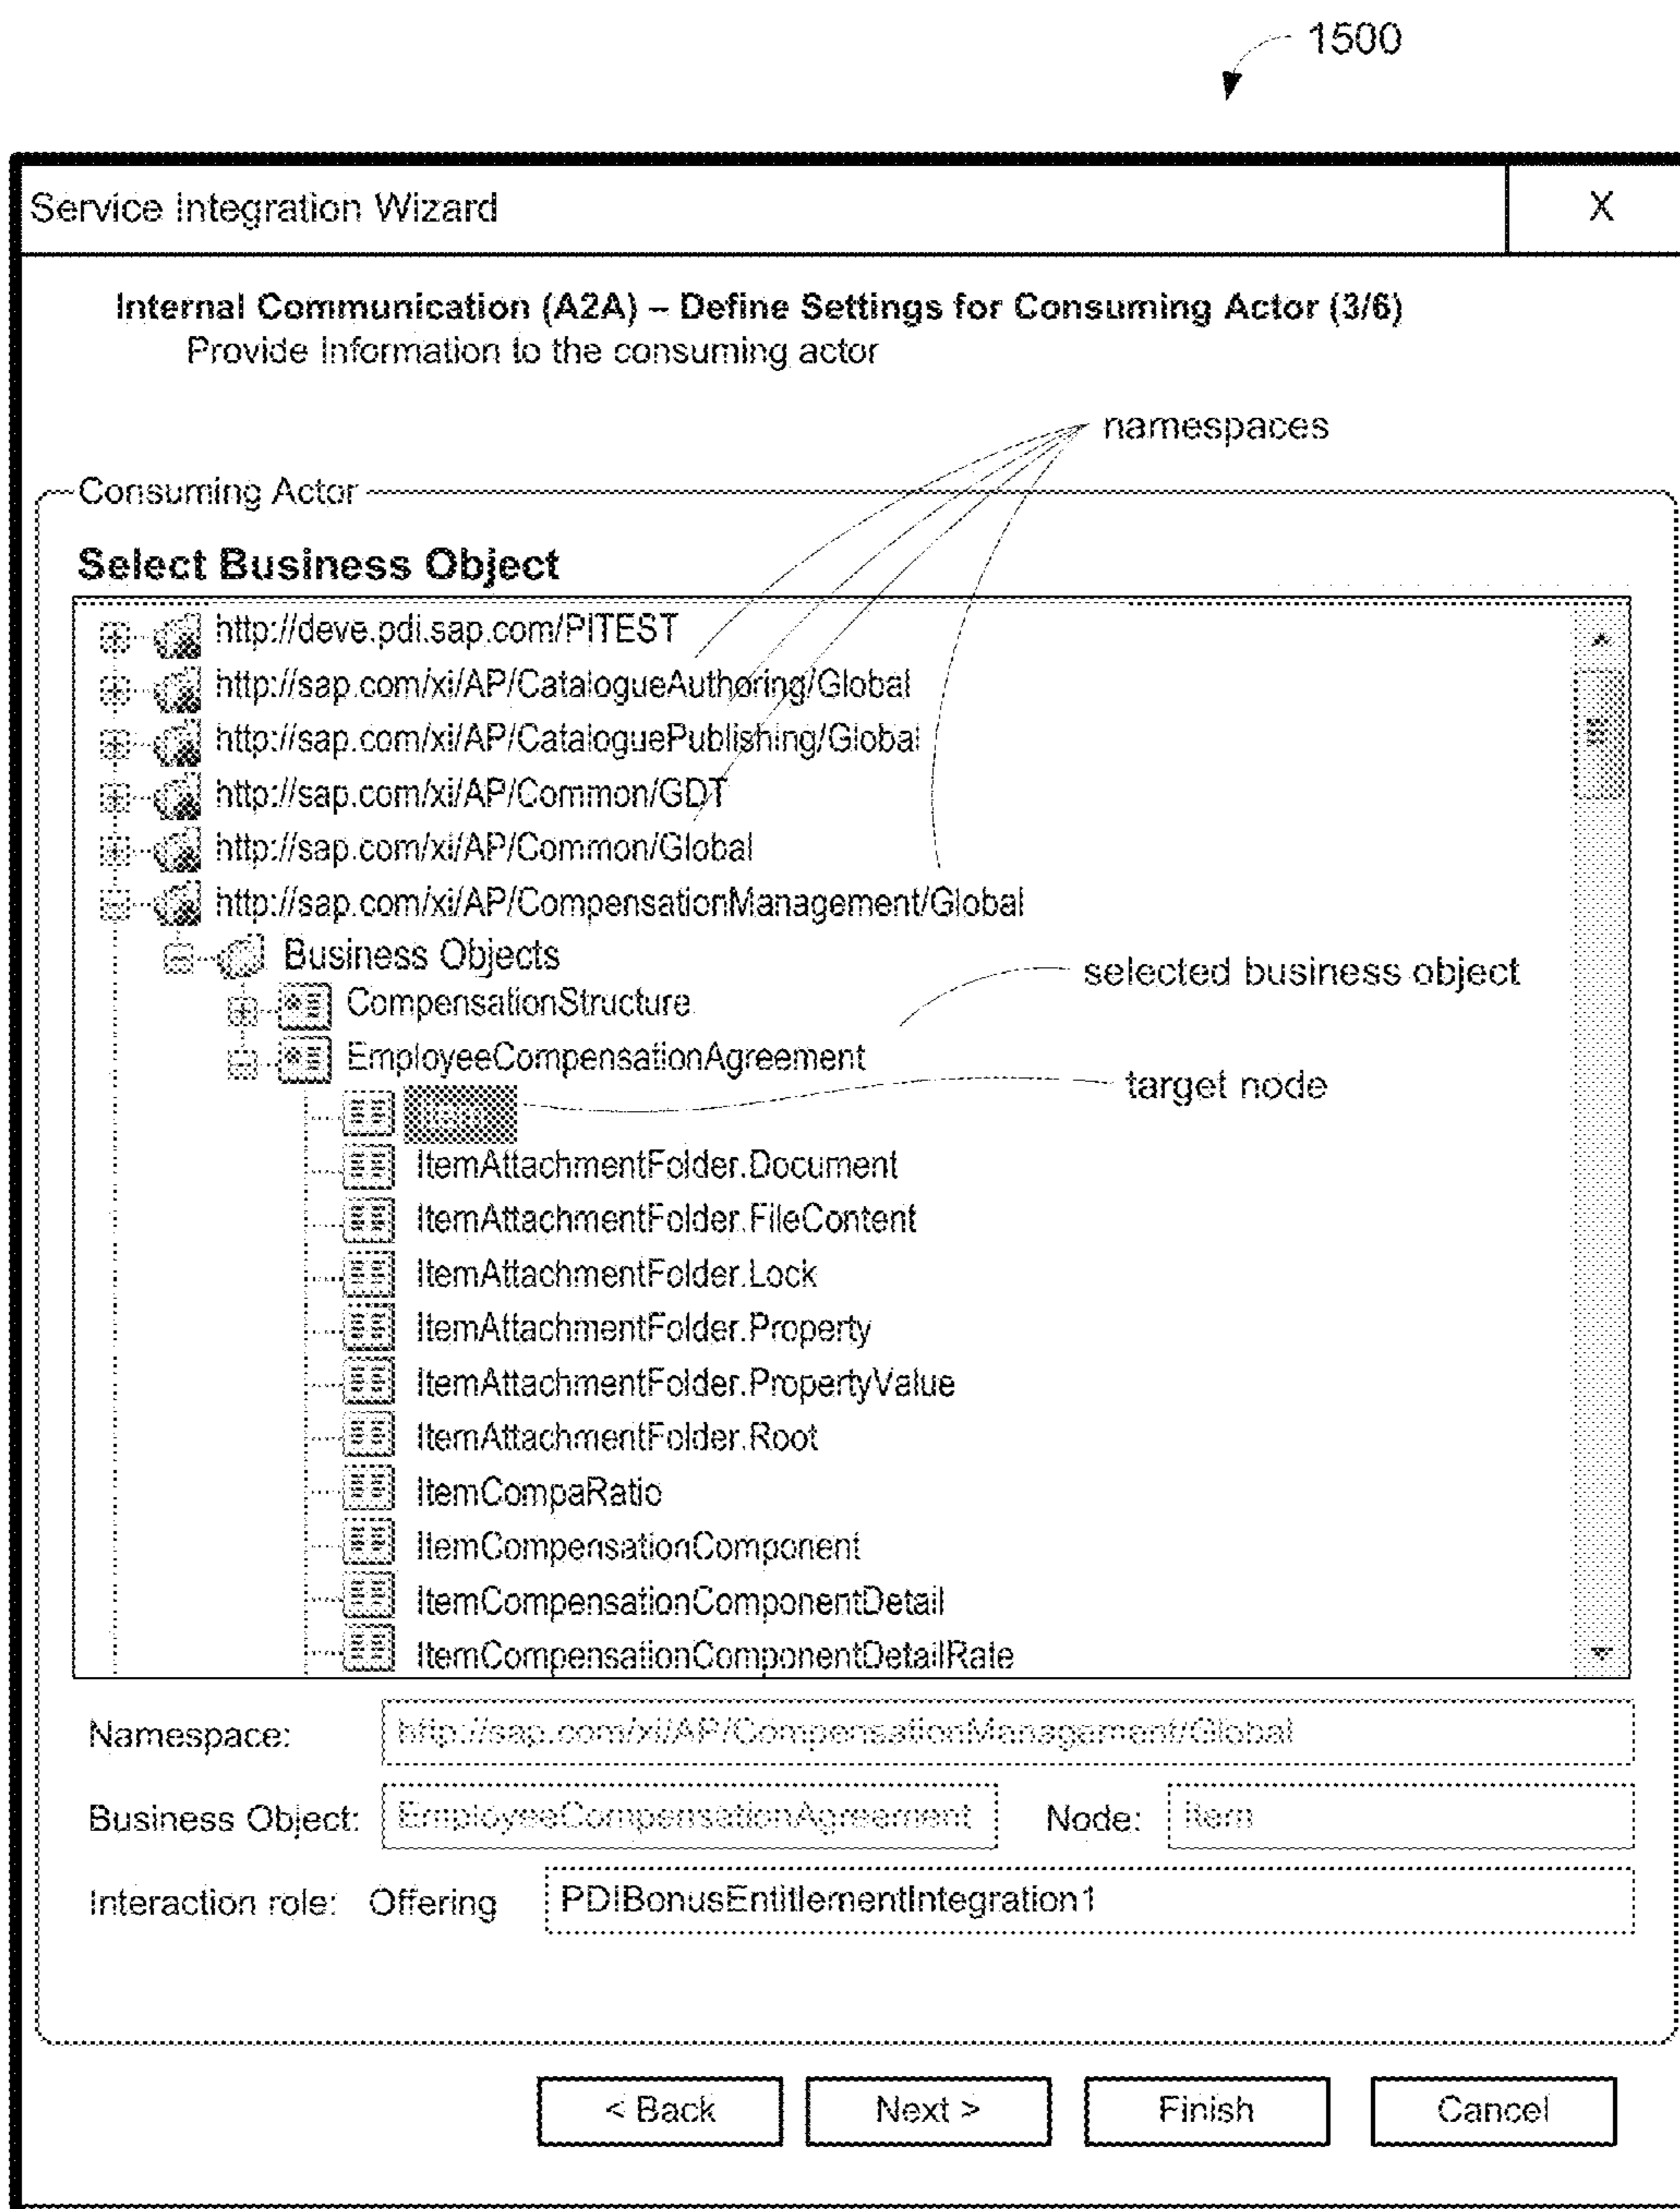 1500
Service Integration Wizard X
Internal Communication (A2A) – Define Settings for Consuming Actor (3/6)
Provide Information to the consuming actor
namespaces
Consuming Actor
Select Business Object
http://deve.pdi.sap.com/PITEST
http://sap.com/xi/AP/CatalogueAuthoring/Global
http://sap.com/xi/AP/CataloguePublishing/Global
http://sap.com/xi/AP/Common/GDT
http://sap.com/xi/AP/Common/Global
http://sap.com/xi/AP/CompensationManagement/Global
Business Objects
selected business object
CompensationStructure
EmployeeCompensationAgreement
target node
Item
ItemAttachmentFolder.Document
ItemAttachmentFolder.FileContent
ItemAttachmentFolder.Lock
ItemAttachmentFolder.Property
ItemAttachmentFolder.PropertyValue
ItemAttachmentFolder.Root
ItemCompaRatio
ItemCompensationComponent
ItemCompensationComponentDetail
ItemCompensationComponentDetailRate
Namespace: http://sap.com/xi/AP/CompensationManagement/Global
Business Object: EmployeeCompensationAgreement Node: Item
Interaction role: Offering PDIBonusEntitlementIntegration1
< Back Next > Finish Cancel